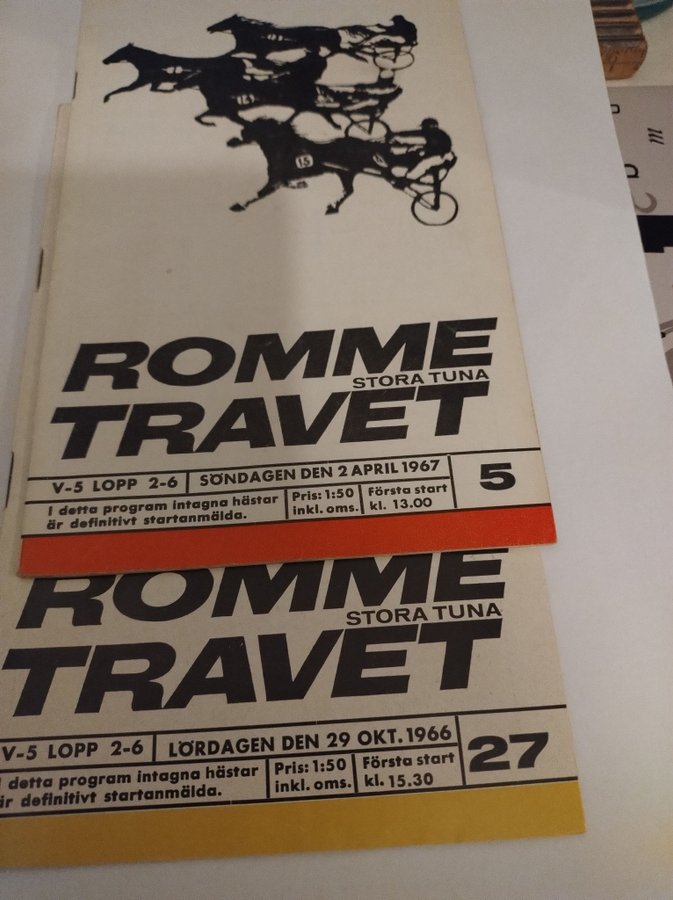 15
ROMME
STORA TUNA
TRAVET
V-5 LOPP 2-6 SÖNDAGEN DEN 2 APRIL 1967 5
I detta program intagna hästar
är definitivt startanmälda.
Pris: 1:50
inkl. oms.
Första start
kl. 13.00
ROMME
STORA TUNA
TRAVET
V-5 LOPP 2-6 LÖRDAGEN DEN 29 OKT. 1966 27
I detta program intagna hästar
är definitivt startanmälda.
Pris: 1:50
inkl. oms.
Första start
kl. 15.30